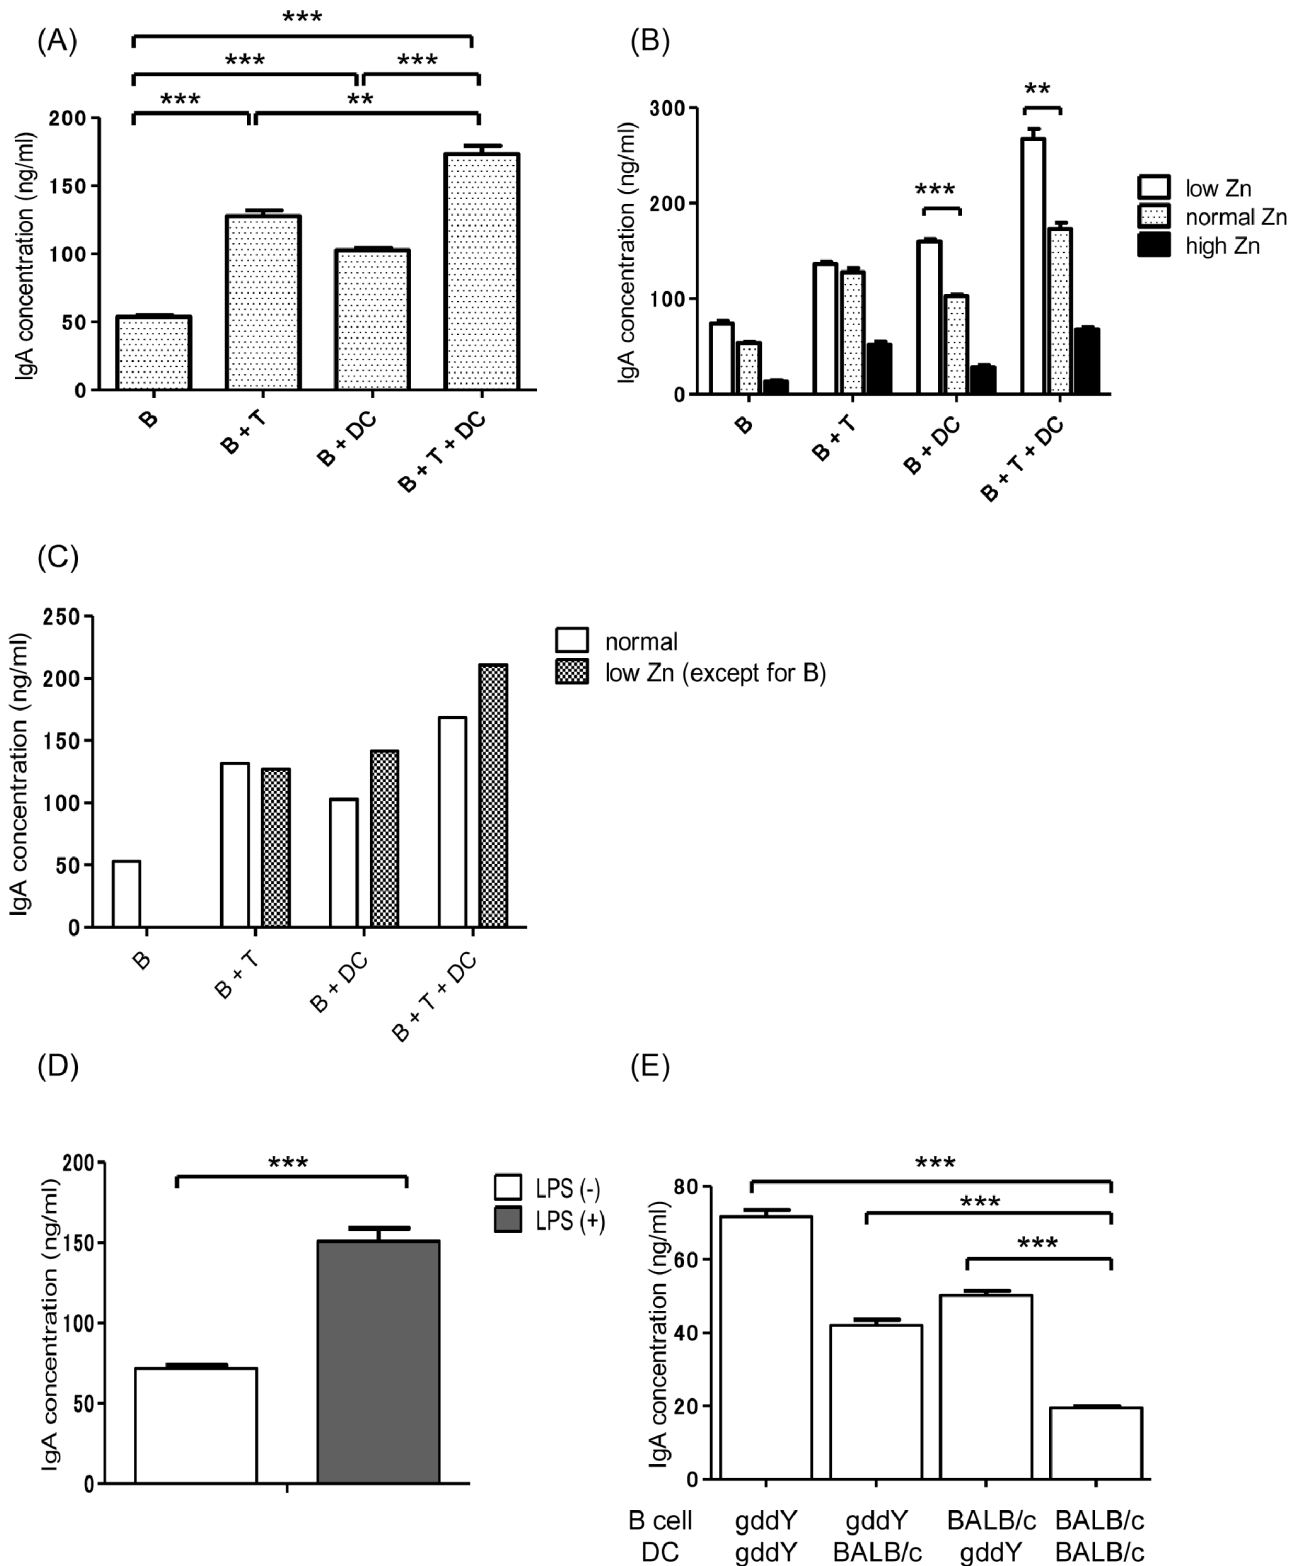 (A)
***
*** ***
*** **
IgA concentration (ng/ml)
200
150
100
50
0
B
B + T
B + DC
B + T + DC
(B)
IgA concentration (ng/ml)
300
200
100
0
***
**
low Zn
normal Zn
high Zn
B
B + T
B + DC
B + T + DC
(C)
IgA concentration (ng/ml)
250
200
150
100
50
0
normal
low Zn (except for B)
B
B + T
B + DC
B + T + DC
(D)
IgA concentration (ng/ml)
200
150
100
50
0
***
LPS (-)
LPS (+)
(E)
IgA concentration (ng/ml)
80
60
40
20
0
***
***
***
B cell gddY gddY BALB/c BALB/c
DC gddY BALB/c gddY BALB/c